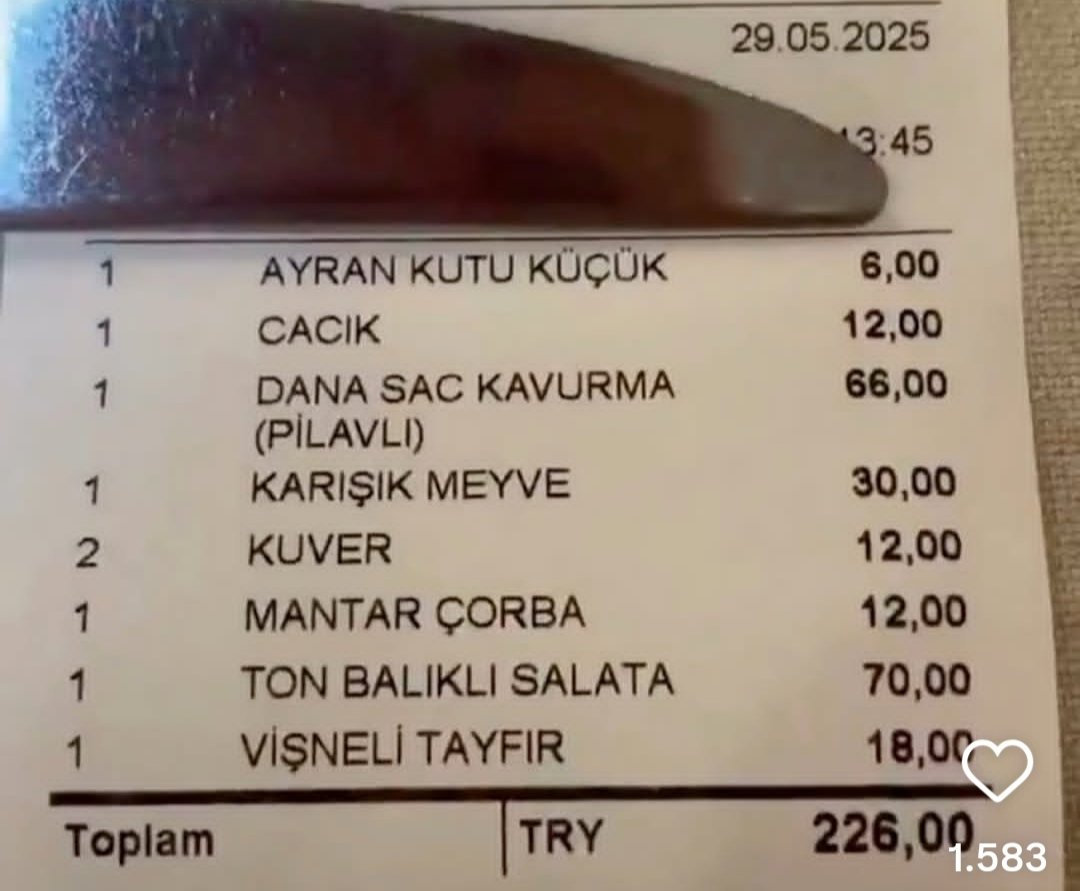 29.05.2025
13:45
1 AYRAN KUTU KÜÇÜK 6,00
1 CACIK 12,00
1 DANA SAC KAVURMA 66,00
(PİLAVLI)
1 KARIŞIK MEYVE 30,00
2 KUVER 12,00
1 MANTAR ÇORBA 12,00
1 TON BALIKLI SALATA 70,00
1 VİŞNELİ TAYFIR 18,00
Toplam TRY 226,00
1.583